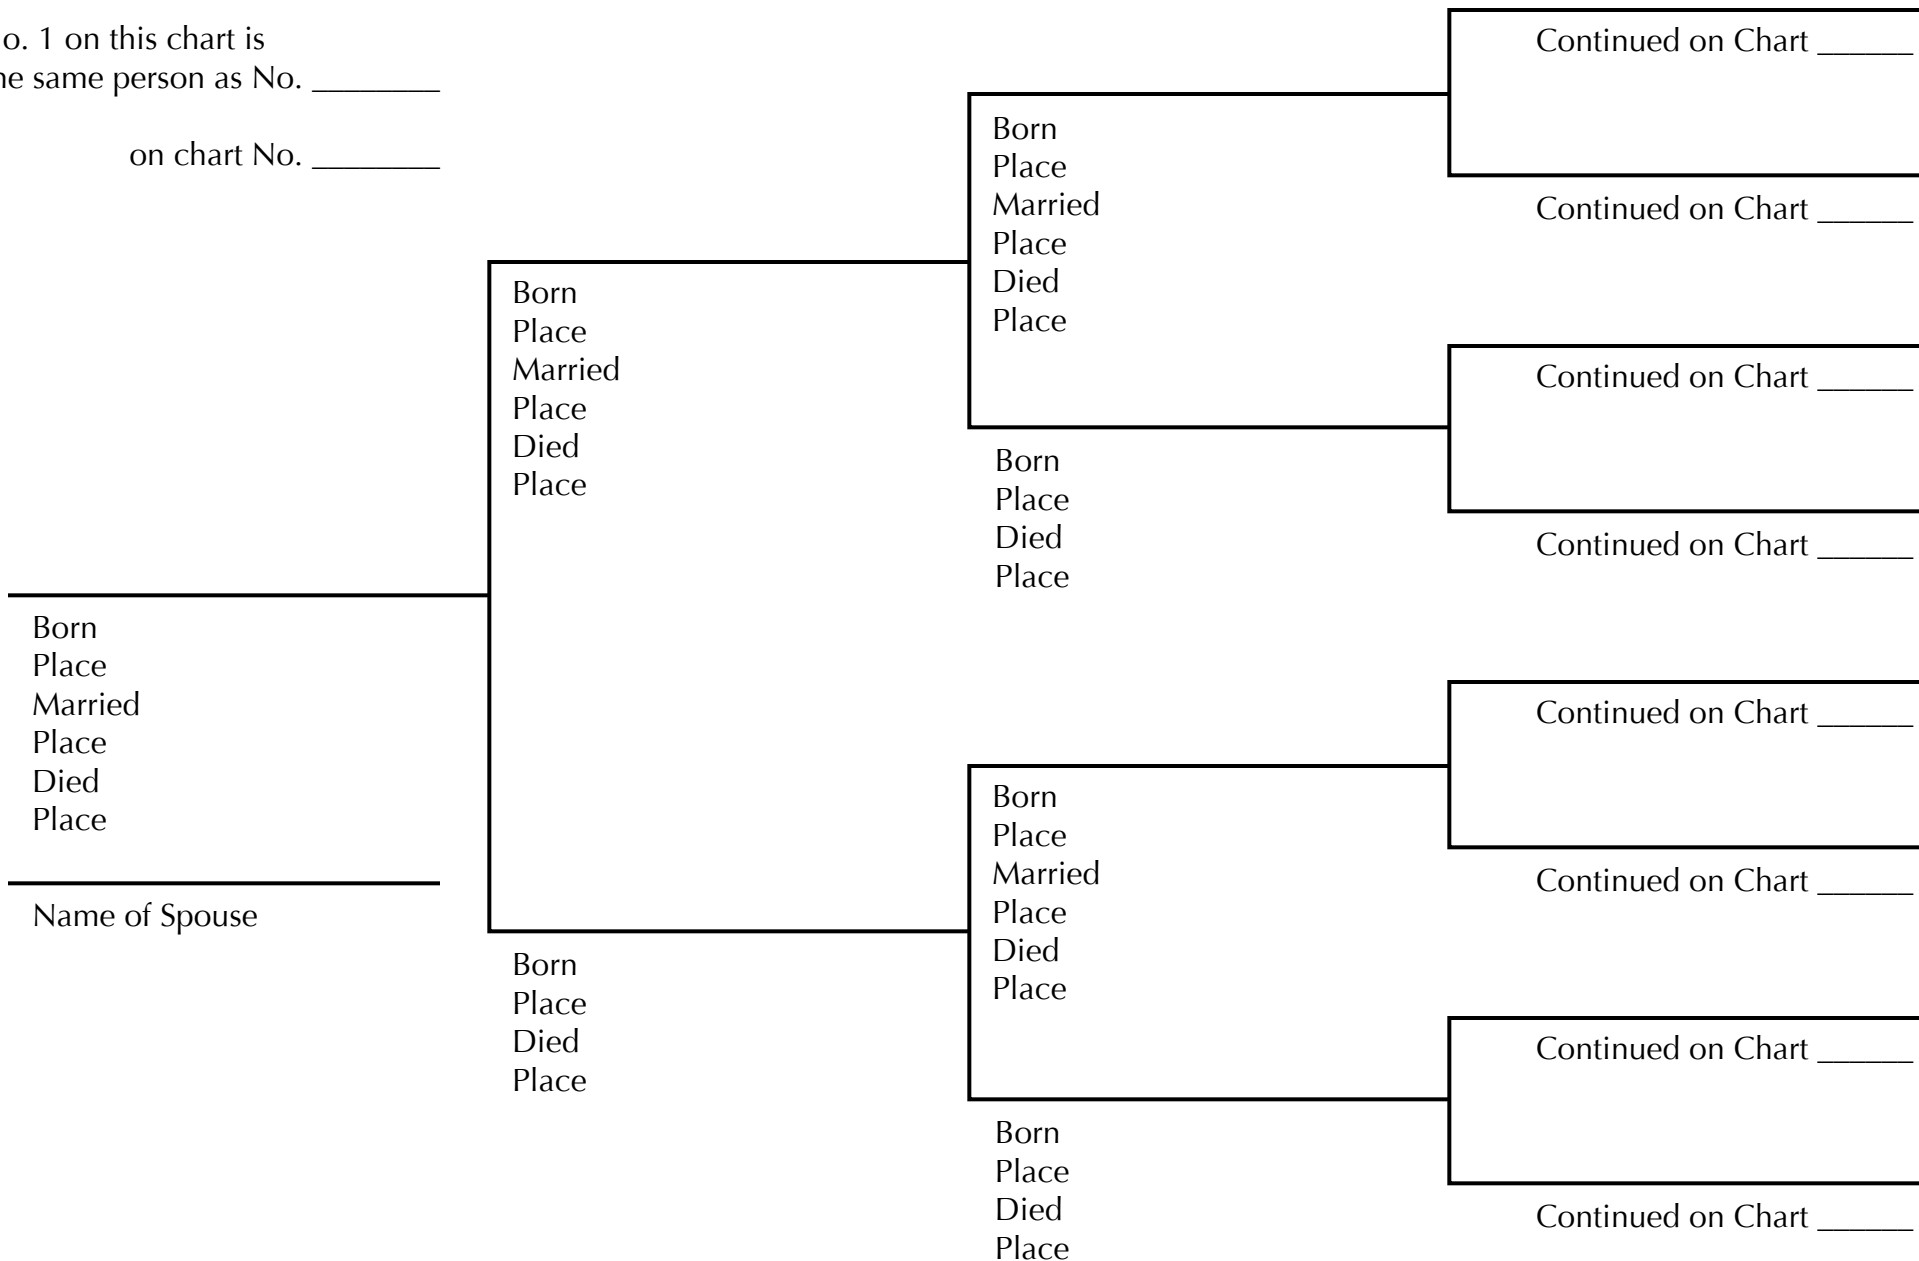 o. 1 on this chart is
he same person as No. ________
on chart No. ________
Born
Place
Married
Place
Died
Place
Name of Spouse
Born
Place
Married
Place
Died
Place
Born
Place
Died
Place
Born
Place
Married
Place
Died
Place
Born
Place
Died
Place
Born
Place
Married
Place
Died
Place
Born
Place
Died
Place
Continued on Chart ______
Continued on Chart ______
Continued on Chart ______
Continued on Chart ______
Continued on Chart ______
Continued on Chart ______
Continued on Chart ______
Continued on Chart ______